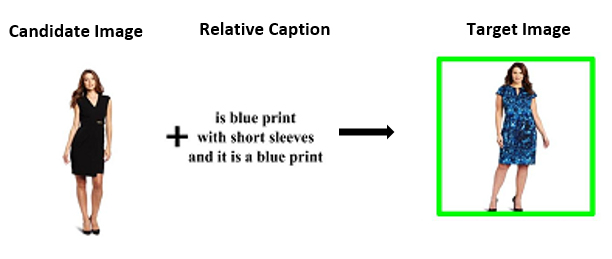 Candidate Image
Relative Caption
Target Image
is blue print
with short sleeves
and it is a blue print